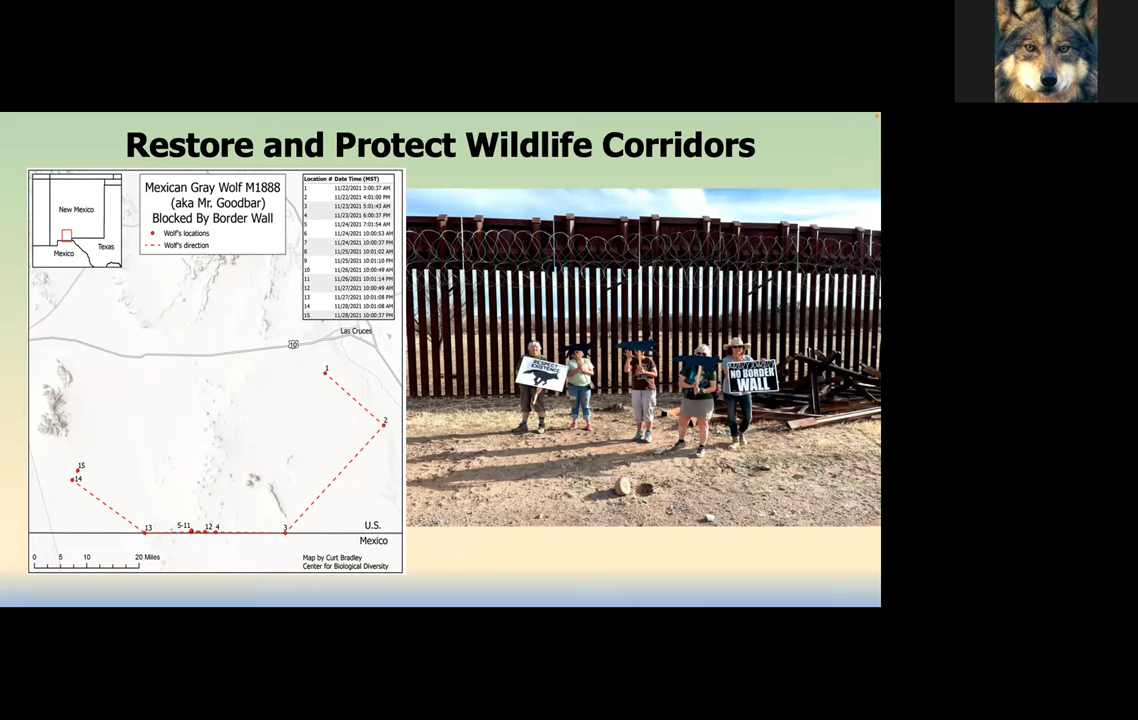 Restore and Protect Wildlife Corridors
Mexican Gray Wolf M1888
(aka Mr. Goodbar)
Blocked By Border Wall
Wolf's locations
Wolf's direction
New Mexico
Texas
Mexico
Location # Date Time (MST)
1 11/22/2021 3:00:37 AM
2 11/22/2021 4:01:00 PM
3 11/23/2021 5:01:43 AM
4 11/23/2021 6:00:37 PM
5 11/24/2021 7:01:54 AM
6 11/24/2021 10:00:53 AM
7 11/24/2021 10:00:37 PM
8 11/25/2021 10:01:02 AM
9 11/25/2021 10:01:10 PM
10 11/26/2021 10:00:49 AM
11 11/26/2021 10:01:14 PM
12 11/27/2021 10:00:49 AM
13 11/27/2021 10:01:08 PM
14 11/28/2021 10:01:08 AM
15 11/28/2021 10:00:37 PM
Las Cruces
10
1
2
15
14
13
5-11
12
4
3
U.S.
Mexico
0 5 10 20 Miles
Map by Curt Bradley
Center for Biological Diversity
RESPECT
EXISTENCE
NO BORDER
WALL